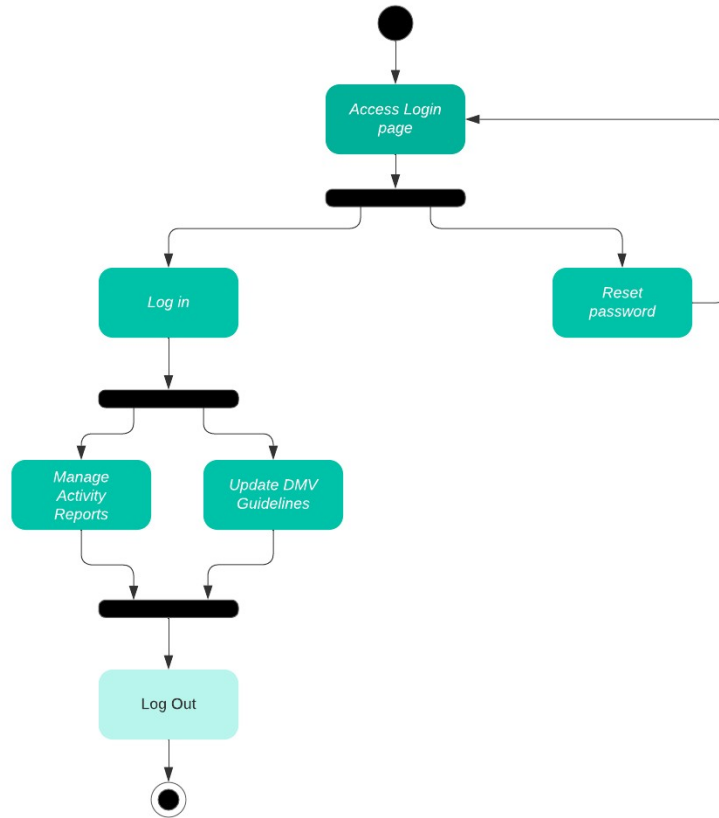 Access Login
page
Log in
Reset
password
Manage
Activity
Reports
Update DMV
Guidelines
Log Out